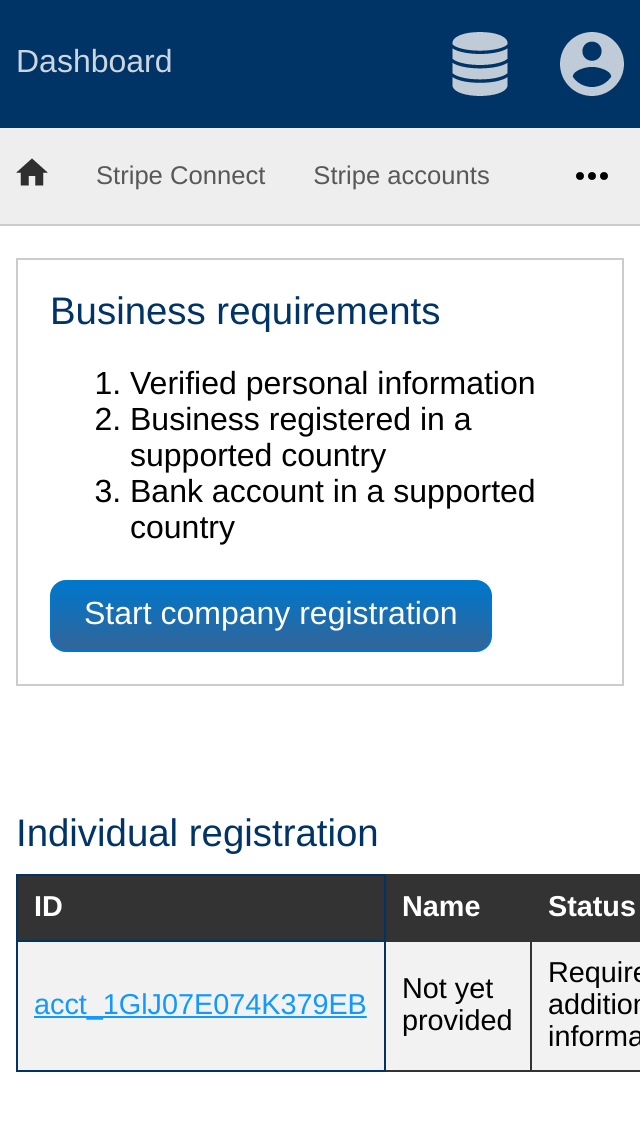 Dashboard
Stripe Connect
Stripe accounts
Business requirements
1. Verified personal information
2. Business registered in a
supported country
3. Bank account in a supported
country
Start company registration
Individual registration
ID
Name
Status
acct_1GlJ07E074K379EB
Not yet
provided